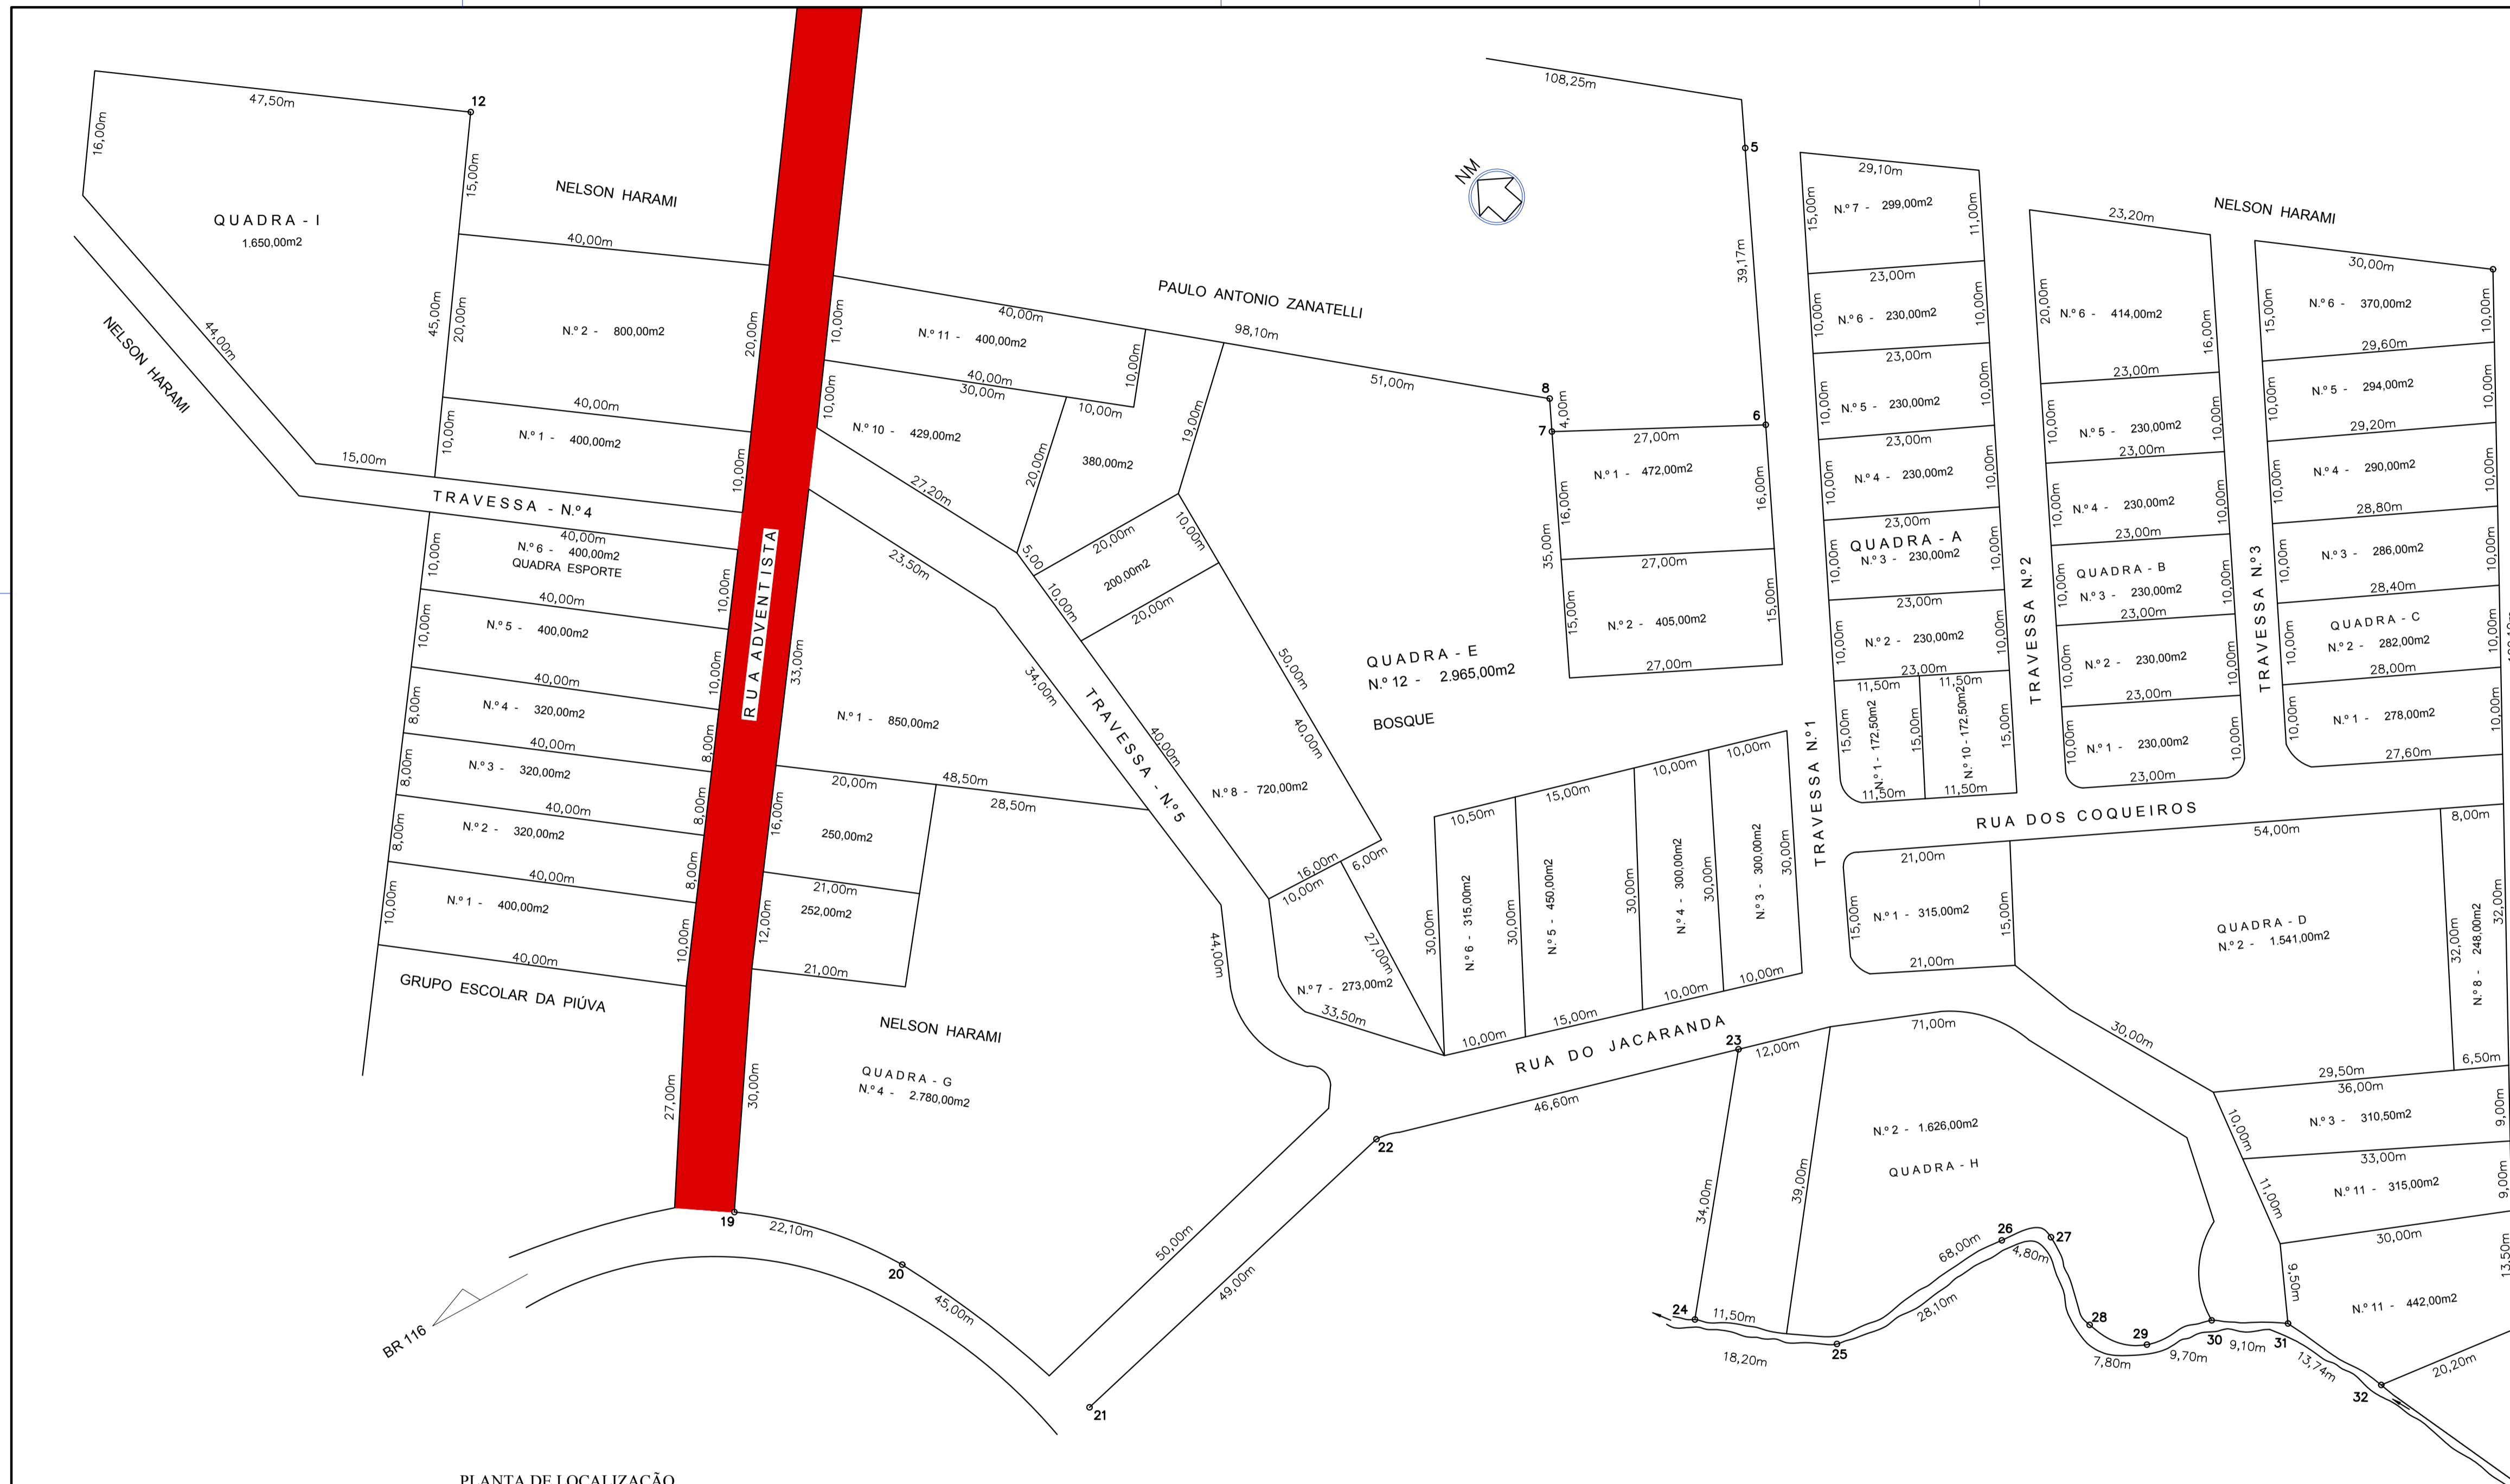 108,25m
47,50m
12
16,00m
15,00m
NELSON HARAMI
QUADRA - I
1.650,00m2
40,00m
45,00m
20,00m
N.º 2 - 800,00m2
20,00m
44,00m
NELSON HARAMI
40,00m
10,00m
N.º 1 - 400,00m2
10,00m
15,00m
TRAVESSA - N.º 4
40,00m
10,00m
N.º 6 - 400.00m2
QUADRA ESPORTE
10,00m
40,00m
10,00m
N.º 5 - 400,00m2
10,00m
40,00m
8,00m
N.º 4 - 320,00m2
8,00m
40,00m
8,00m
N.º 3 - 320,00m2
8,00m
40,00m
8,00m
N.º 2 - 320,00m2
8,00m
40,00m
10,00m
N.º 1 - 400,00m2
10,00m
40,00m
GRUPO ESCOLAR DA PIÚVA
27,00m
RUA ADVENTISTA
33,00m
30,00m
PAULO ANTONIO ZANATELLI
98,10m
40,00m
10,00m
N.º 11 - 400,00m2
10,00m
40,00m
30,00m
10,00m
10,00m
N.º 10 - 429,00m2
20,00m
27,20m
51,00m
19,00m
380,00m2
5,00
20,00m
10,00m
200.00m2
10,00m
20,00m
23,50m
34,00m
TRAVESSA - N.º 5
40,00m
50,00m
40,00m
N.º 8 - 720,00m2
16,00m
10,00m
6,00m
27,00m
N.º 7 - 273,00m2
33,50m
N.º 1 - 850,00m2
20,00m
48,50m
28,50m
16,00m
250,00m2
21,00m
12,00m
252,00m2
21,00m
44,00m
NELSON HARAMI
QUADRA - G
N.º 4 - 2.780,00m2
19
22,10m
20
45,00m
50,00m
49,00m
21
22
BR 116
NM
5
39,17m
8
4,00m
7
6
27,00m
N.º 1 - 472,00m2
16,00m
16,00m
35,00m
27,00m
15,00m
N.º 2 - 405,00m2
15,00m
27,00m
QUADRA - E
N.º 12 - 2.965,00m2
BOSQUE
10,50m
15,00m
10,00m
10,00m
30,00m
N.º 6 - 315,00m2
30,00m
N.º 5 - 450,00m2
30,00m
N.º 4 - 300,00m2
30,00m
N.º 3 - 300,00m2
30,00m
10,00m
15,00m
10,00m
10,00m
RUA DO JACARANDA
TRAVESSA N.º 1
29,10m
15,00m
N.º 7 - 299,00m2
11,00m
23,00m
10,00m
N.º 6 - 230,00m2
10,00m
23,00m
10,00m
N.º 5 - 230,00m2
10,00m
23,00m
10,00m
N.º 4 - 230,00m2
10,00m
23,00m
QUADRA - A
10,00m
N.º 3 - 230,00m2
10,00m
23,00m
10,00m
N.º 2 - 230,00m2
10,00m
23,00m
11,50m
11,50m
15,00m
N.º 1 - 172,50m2
15,00m
N.º 10 - 172,50m2
15,00m
11,50m
11,50m
TRAVESSA N.º 2
23,20m
20,00m
N.º 6 - 414,00m2
16,00m
23,00m
10,00m
N.º 5 - 230,00m2
10,00m
23,00m
10,00m
N.º 4 - 230,00m2
10,00m
23,00m
QUADRA - B
10,00m
N.º 3 - 230,00m2
10,00m
23,00m
10,00m
N.º 2 - 230,00m2
10,00m
23,00m
10,00m
N.º 1 - 230,00m2
10,00m
23,00m
TRAVESSA N.º 3
NELSON HARAMI
30,00m
15,00m
N.º 6 - 370,00m2
10,00m
29,60m
10,00m
N.º 5 - 294,00m2
10,00m
29,20m
10,00m
N.º 4 - 290,00m2
10,00m
28,80m
10,00m
N.º 3 - 286,00m2
10,00m
28,40m
QUADRA - C
10,00m
N.º 2 - 282,00m2
10,00m
28,00m
10,00m
N.º 1 - 278,00m2
10,00m
27,60m
RUA DOS COQUEIROS
54,00m
8,00m
21,00m
15,00m
N.º 1 - 315,00m2
15,00m
21,00m
QUADRA - D
N.º 2 - 1.541,00m2
32,00m
N.º 8 - 248,00m2
32,00m
30,00m
29,50m
6,50m
36,00m
10,00m
N.º 3 - 310,50m2
9,00m
33,00m
11,00m
N.º 11 - 315,00m2
9,00m
30,00m
9,50m
N.º 11 - 442,00m2
13,50m
20,20m
23
12,00m
46,60m
71,00m
34,00m
39,00m
N.º 2 - 1.626,00m2
QUADRA - H
24
11,50m
18,20m
25
28,10m
68,00m
26
4,80m
27
28
7,80m
29
9,70m
30
9,10m
31
13,74m
32
PLANTA DE LOCALIZAÇÃO